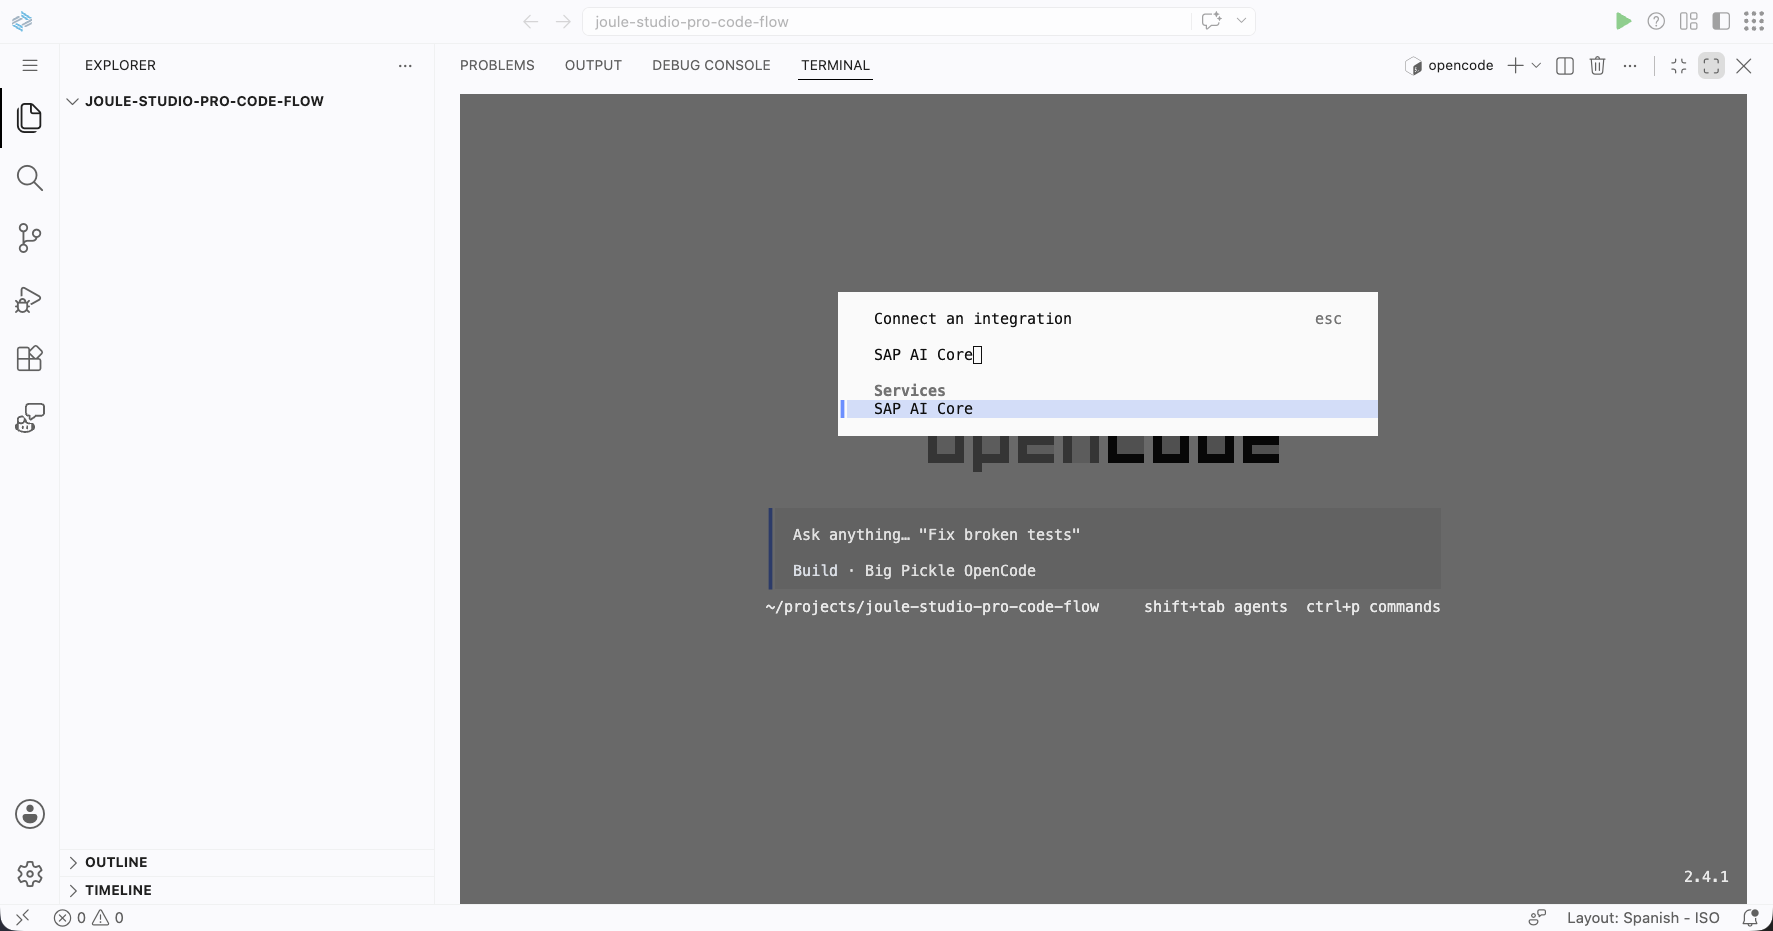 joule-studio-pro-code-flow
EXPLORER
JOULE-STUDIO-PRO-CODE-FLOW
PROBLEMS OUTPUT DEBUG CONSOLE TERMINAL
opencode
Connect an integration esc
SAP AI Core
Services
SAP AI Core
opencode
Ask anything… "Fix broken tests"
Build · Big Pickle OpenCode
~/projects/joule-studio-pro-code-flow shift+tab agents ctrl+p commands
2.4.1
OUTLINE
TIMELINE
0 0
Layout: Spanish - ISO